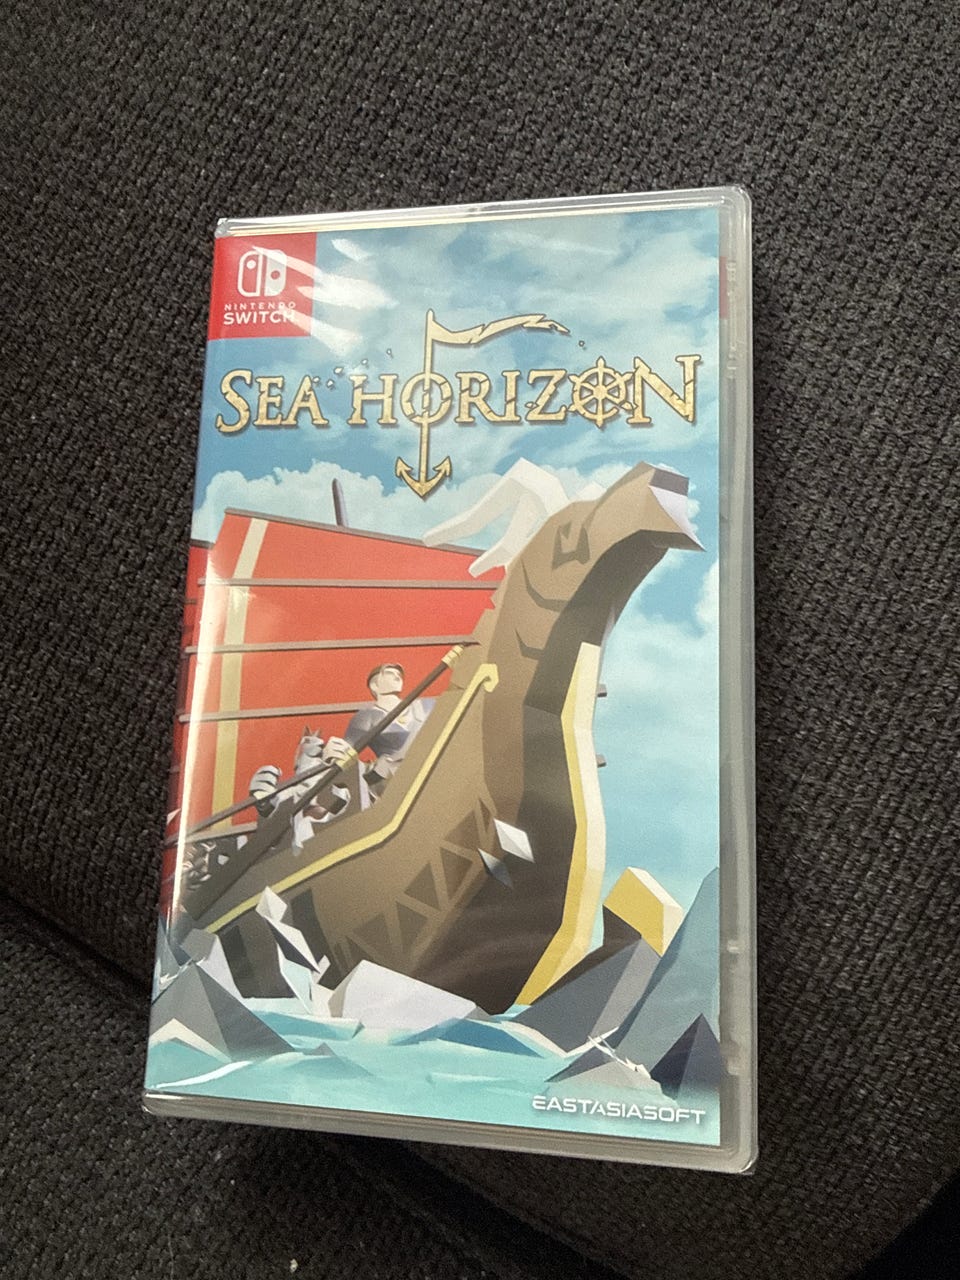 NINTENDO
SWITCH
SEA HORIZON
EASTASIASOFT